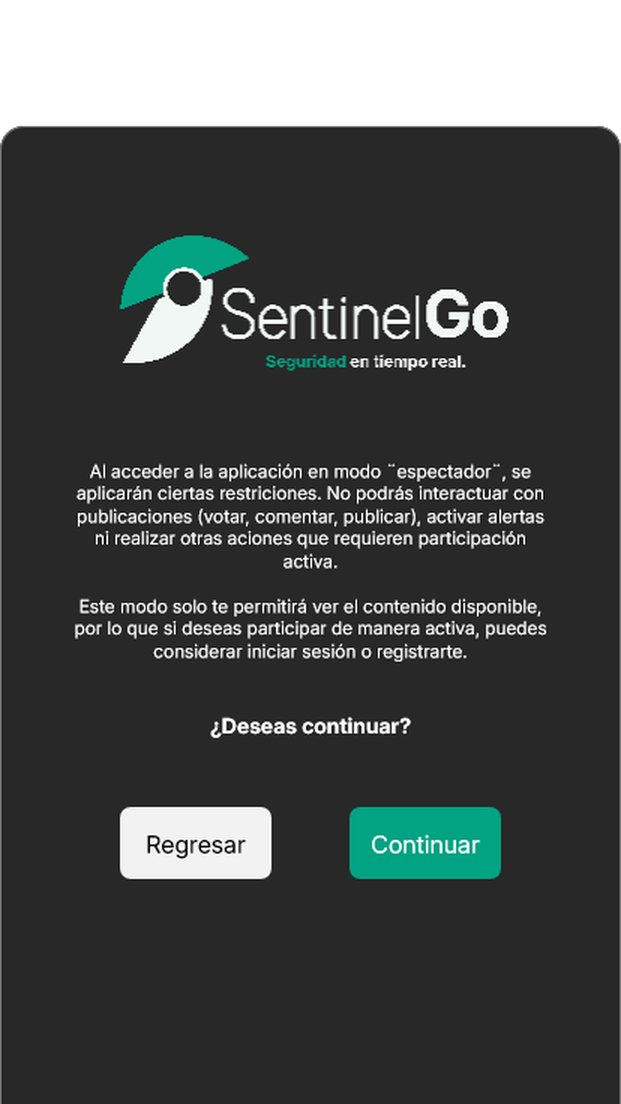 SentinelGo
Seguridad en tiempo real.
Al acceder a la aplicación en modo ¨espectador¨, se
aplicarán ciertas restriciones. No podrás interactuar con
publicaciones (votar, comentar, publicar), activar alertas
ni realizar otras aciones que requieren participación
activa.
Este modo solo te permitirá ver el contenido disponible,
por lo que si deseas participar de manera activa, puedes
considerar iniciar sesión o registrarte.
¿Deseas continuar?
Regresar
Continuar